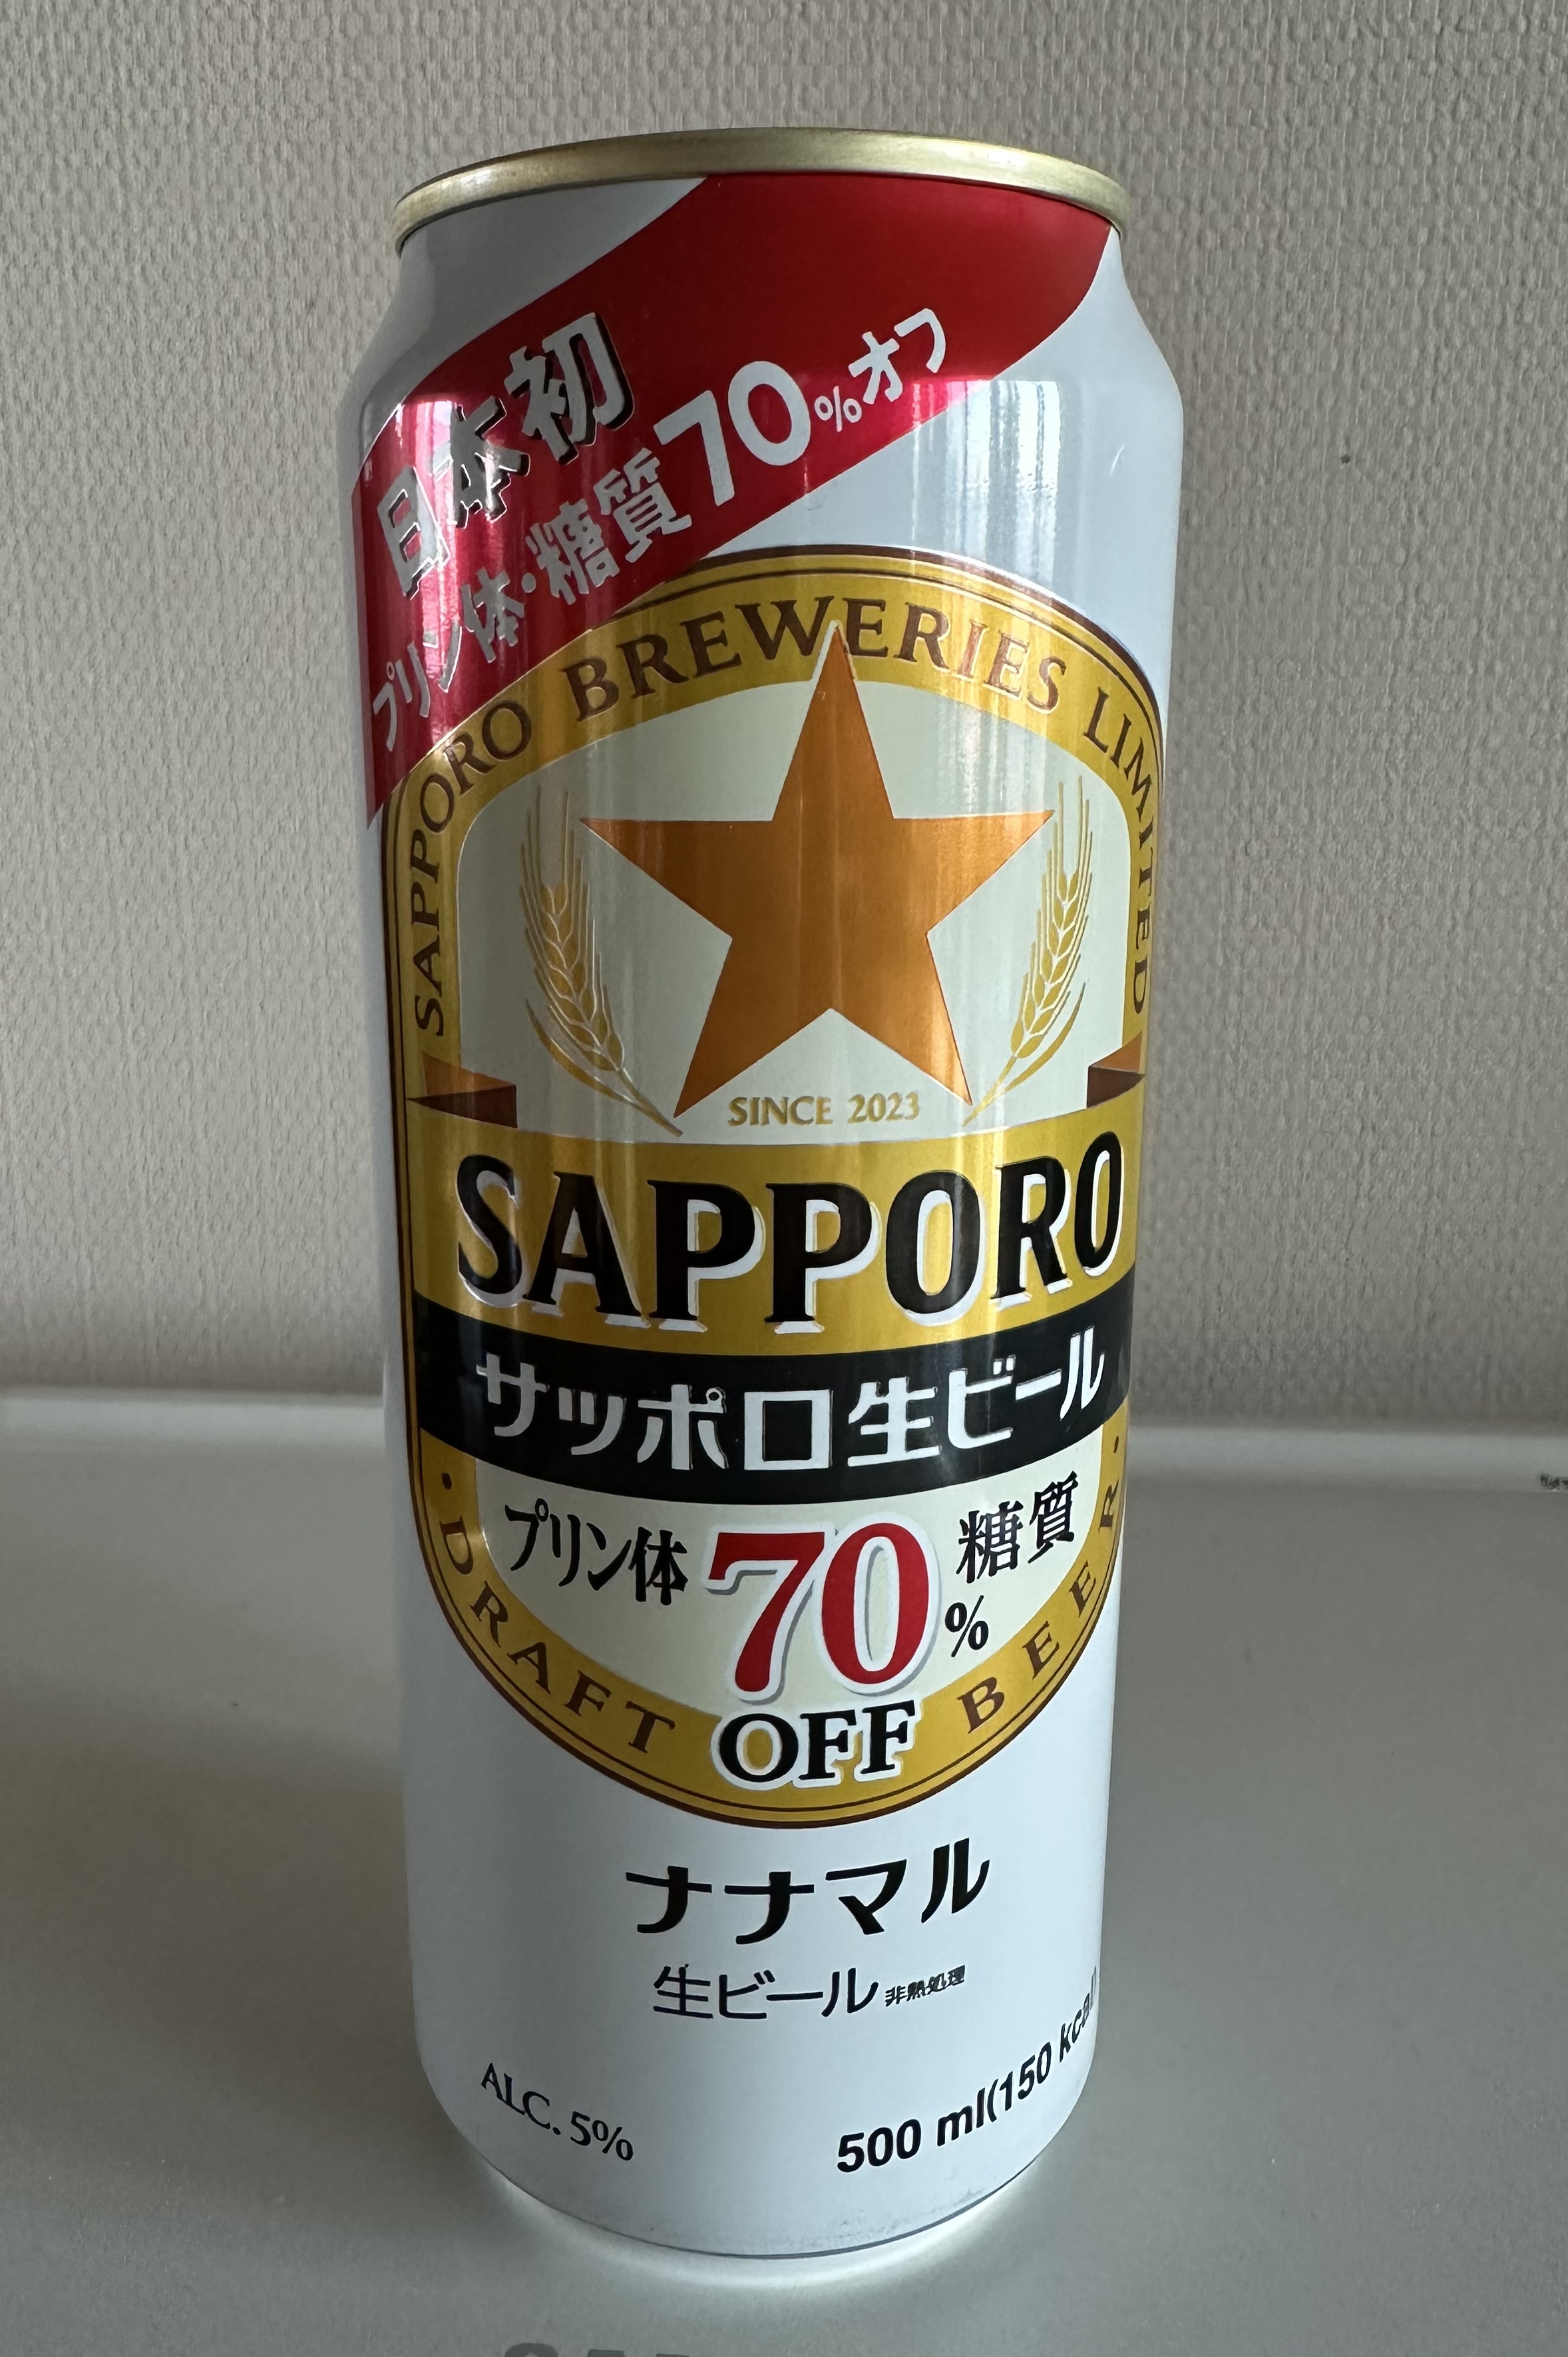 日本初
プリン体・糖質70%オフ
SAPPORO BREWERIES LIMITED
SINCE 2023
SAPPORO
サッポロ生ビール
プリン体 70% 糖質
OFF
・DRAFT BEER・
ナナマル
生ビール 非熱処理
ALC. 5%
500 ml(150 kcal)